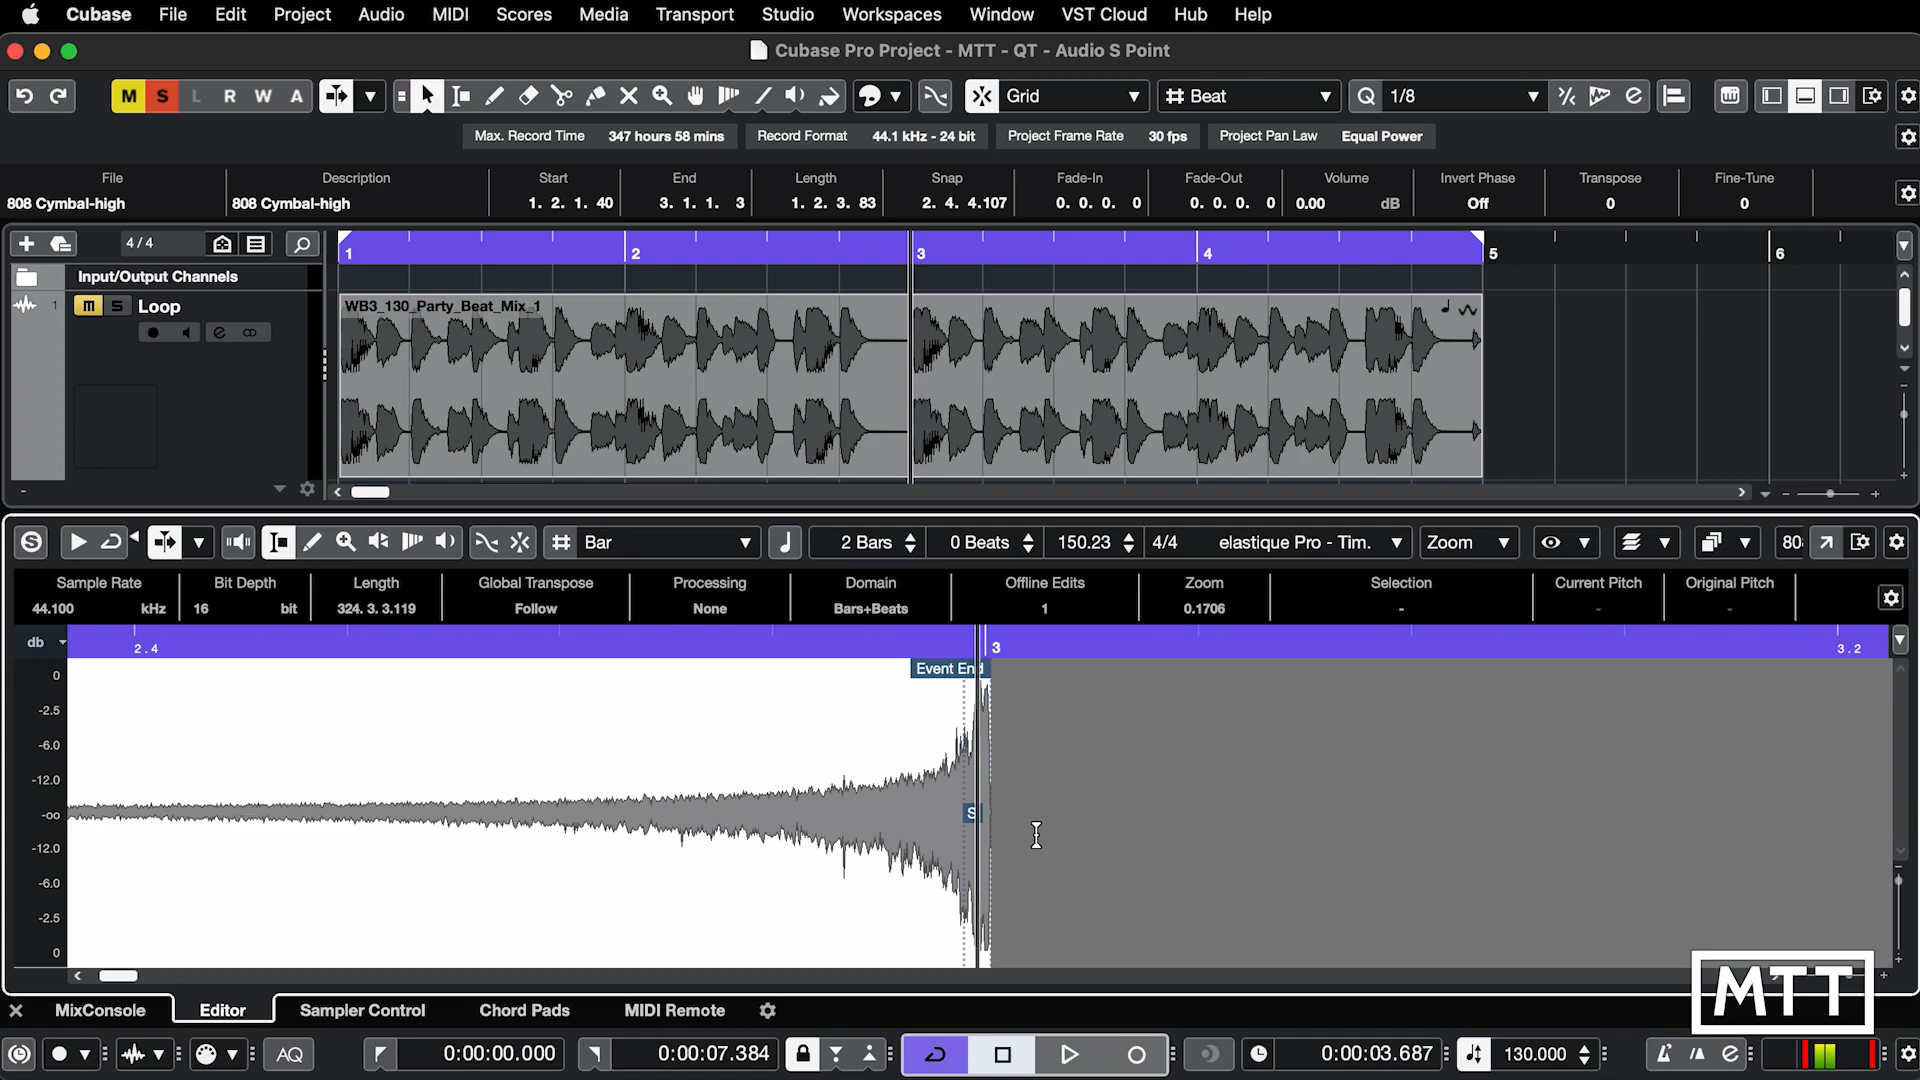 Cubase File Edit Project Audio MIDI Scores Media Transport Studio Workspaces Window VST Cloud Hub Help
Cubase Pro Project - MTT - QT - Audio S Point
M S L R W A Grid Beat Q 1/8
Max. Record Time 347 hours 58 mins Record Format 44.1 kHz - 24 bit Project Frame Rate 30 fps Project Pan Law Equal Power
File Description Start End Length Snap Fade-In Fade-Out Volume Invert Phase Transpose Fine-Tune
808 Cymbal-high 808 Cymbal-high 1. 2. 1. 40 3. 1. 1. 3 1. 2. 3. 83 2. 4. 4.107 0. 0. 0. 0 0. 0. 0. 0 0.00 dB Off 0 0
4/4 1 2 3 4 5 6
Input/Output Channels
1 M S Loop
WB3_130_Party_Beat_Mix_1
e
Bar 2 Bars 0 Beats 150.23 4/4 elastique Pro - Tim. Zoom 80
Sample Rate Bit Depth Length Global Transpose Processing Domain Offline Edits Zoom Selection Current Pitch Original Pitch
44.100 kHz 16 bit 324. 3. 3.119 Follow None Bars+Beats 1 0.1706 - - -
db 2.4 3 3.2
Event End
0
-2.5
-6.0
-12.0
-oo
S
-12.0
-6.0
-2.5
0
MTT
MixConsole Editor Sampler Control Chord Pads MIDI Remote
AQ 0:00:00.000 0:00:07.384 0:00:03.687 130.000